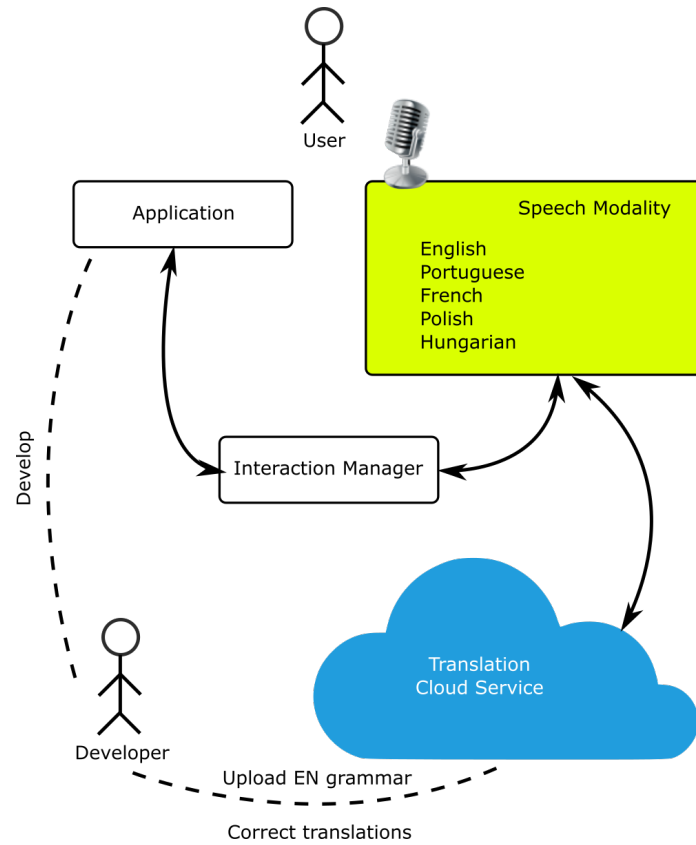 User
Application
Speech Modality
English
Portuguese
French
Polish
Hungarian
Develop
Interaction Manager
Translation
Cloud Service
Developer
Upload EN grammar
Correct translations